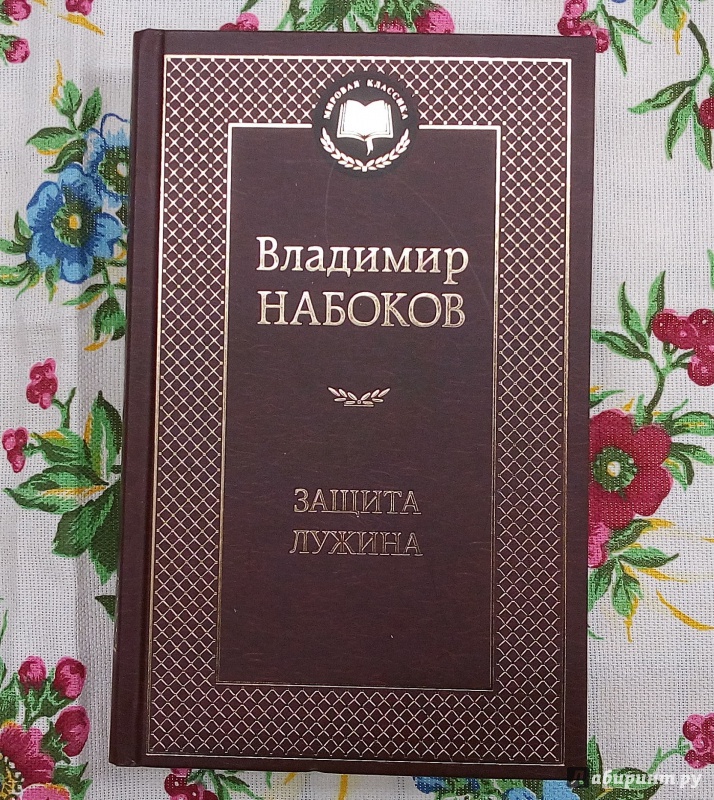 МИРОВАЯ КЛАССИКА
Владимир
НАБОКОВ
ЗАЩИТА
ЛУЖИНА
Лабиринт.ру